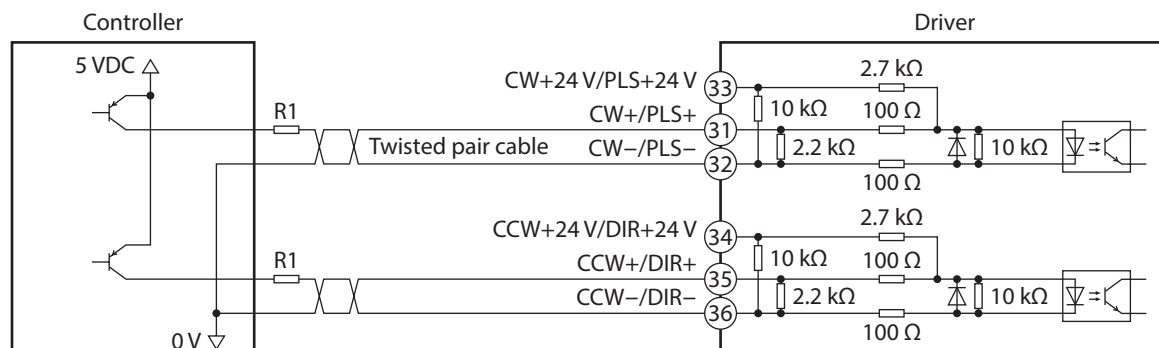 Controller
Driver
5 VDC
CW+24 V/PLS+24 V
33
2.7 kΩ
R1
CW+/PLS+
31
10 kΩ
100 Ω
Twisted pair cable
CW−/PLS−
32
2.2 kΩ
10 kΩ
100 Ω
CCW+24 V/DIR+24 V
34
2.7 kΩ
R1
CCW+/DIR+
35
10 kΩ
100 Ω
CCW−/DIR−
36
2.2 kΩ
10 kΩ
100 Ω
0 V